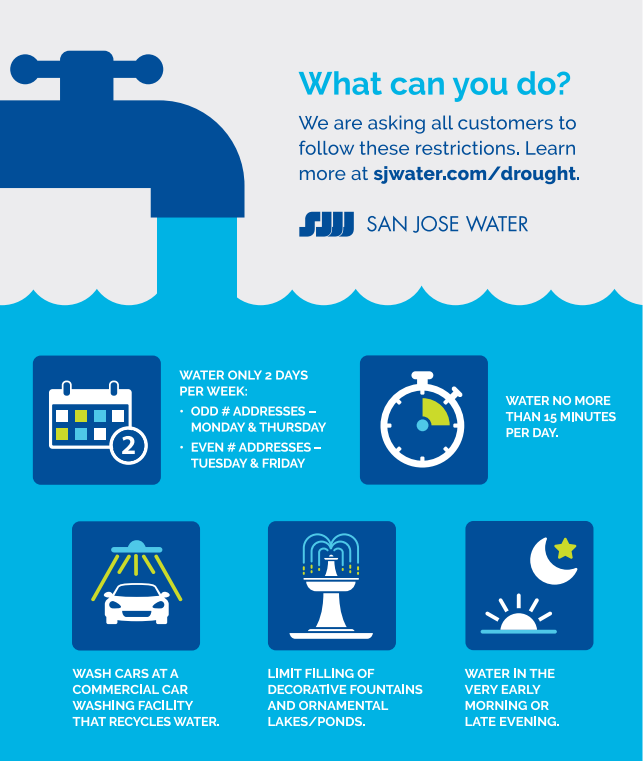 What can you do?
We are asking all customers to
follow these restrictions. Learn
more at sjwater.com/drought.
SJW SAN JOSE WATER
WATER ONLY 2 DAYS
PER WEEK:
• ODD # ADDRESSES –
MONDAY & THURSDAY
• EVEN # ADDRESSES –
TUESDAY & FRIDAY
2
WATER NO MORE
THAN 15 MINUTES
PER DAY.
WASH CARS AT A
COMMERCIAL CAR
WASHING FACILITY
THAT RECYCLES WATER.
LIMIT FILLING OF
DECORATIVE FOUNTAINS
AND ORNAMENTAL
LAKES/PONDS.
WATER IN THE
VERY EARLY
MORNING OR
LATE EVENING.